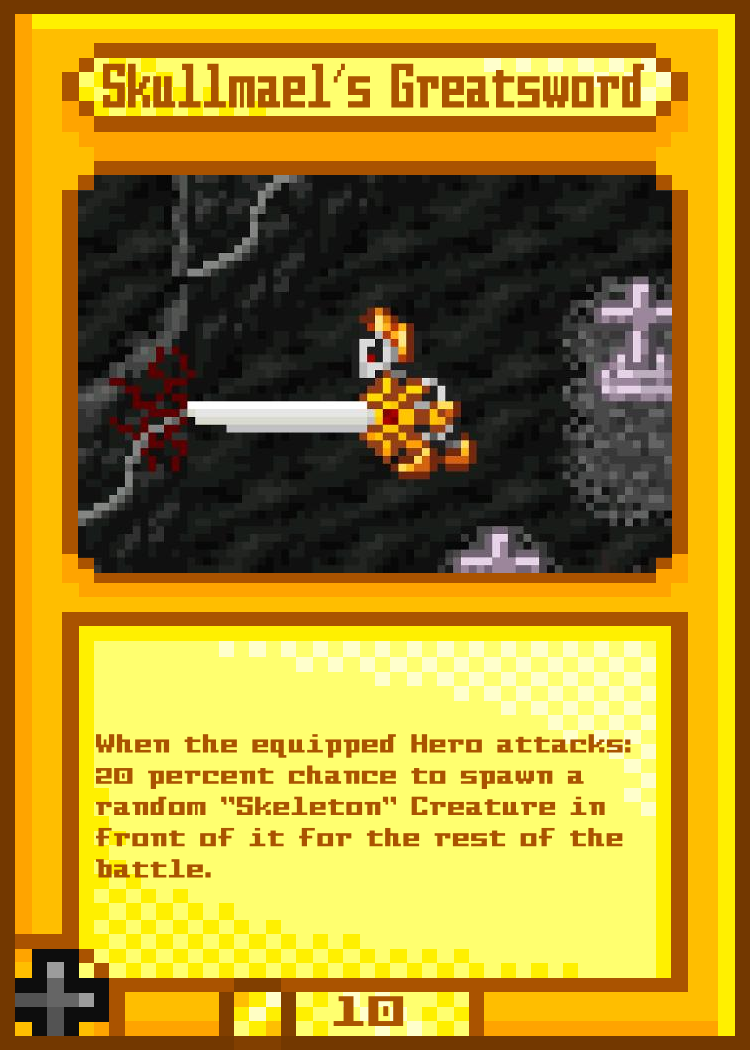 Skullmael's Greatsword
When the equipped Hero attacks:
20 percent chance to spawn a
random "Skeleton" Creature in
front of it for the rest of the
battle.
10